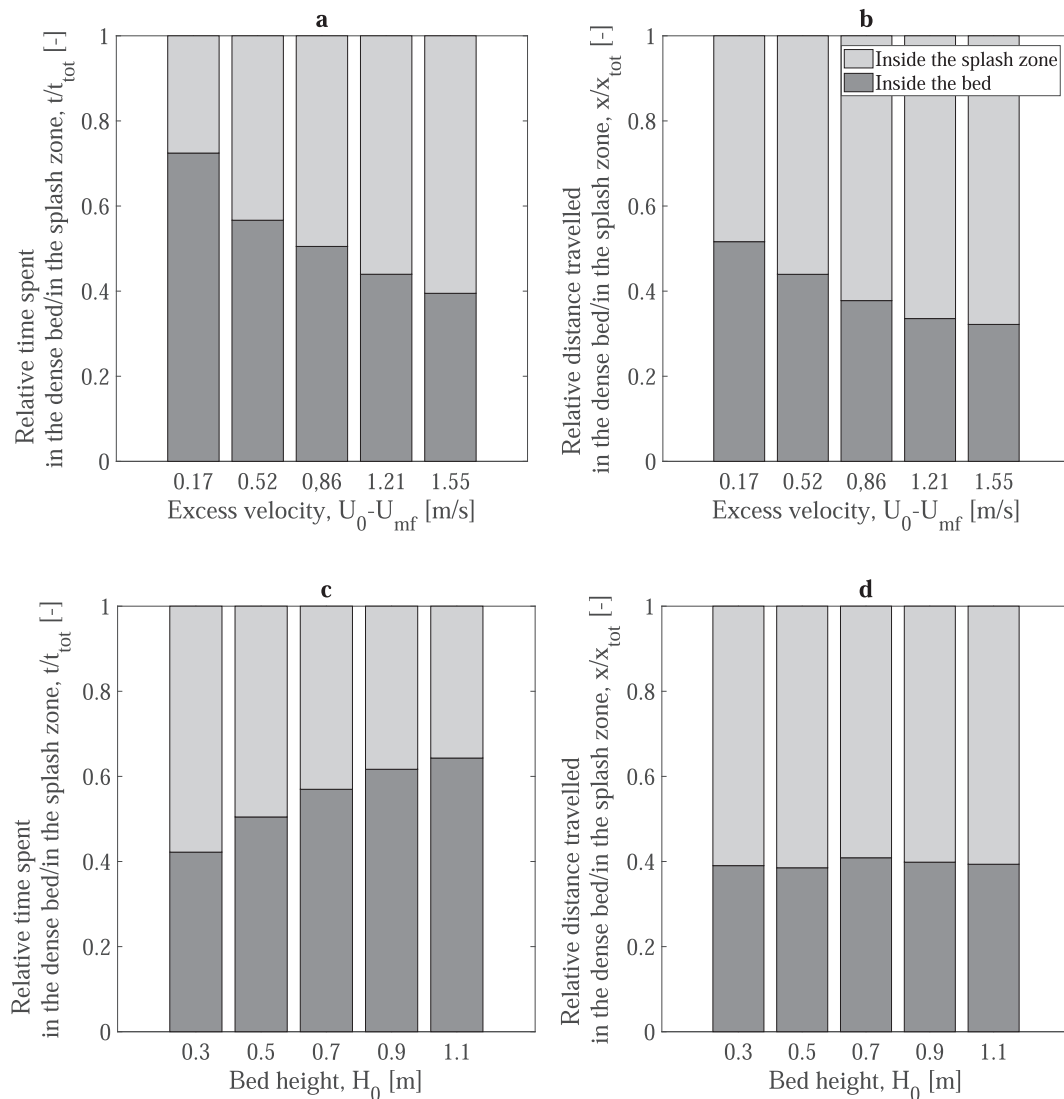 a
Relative time spent
in the dense bed/in the splash zone, t/t_tot [-]
1
0.8
0.6
0.4
0.2
0
0.17 0.52 0,86 1.21 1.55
Excess velocity, U_0-U_mf [m/s]
b
Relative distance travelled
in the dense bed/in the splash zone, x/x_tot [-]
1
0.8
0.6
0.4
0.2
0
Inside the splash zone
Inside the bed
0.17 0.52 0,86 1.21 1.55
Excess velocity, U_0-U_mf [m/s]
c
Relative time spent
in the dense bed/in the splash zone, t/t_tot [-]
1
0.8
0.6
0.4
0.2
0
0.3 0.5 0.7 0.9 1.1
Bed height, H_0 [m]
d
Relative distance travelled
in the dense bed/in the splash zone, x/x_tot [-]
1
0.8
0.6
0.4
0.2
0
0.3 0.5 0.7 0.9 1.1
Bed height, H_0 [m]